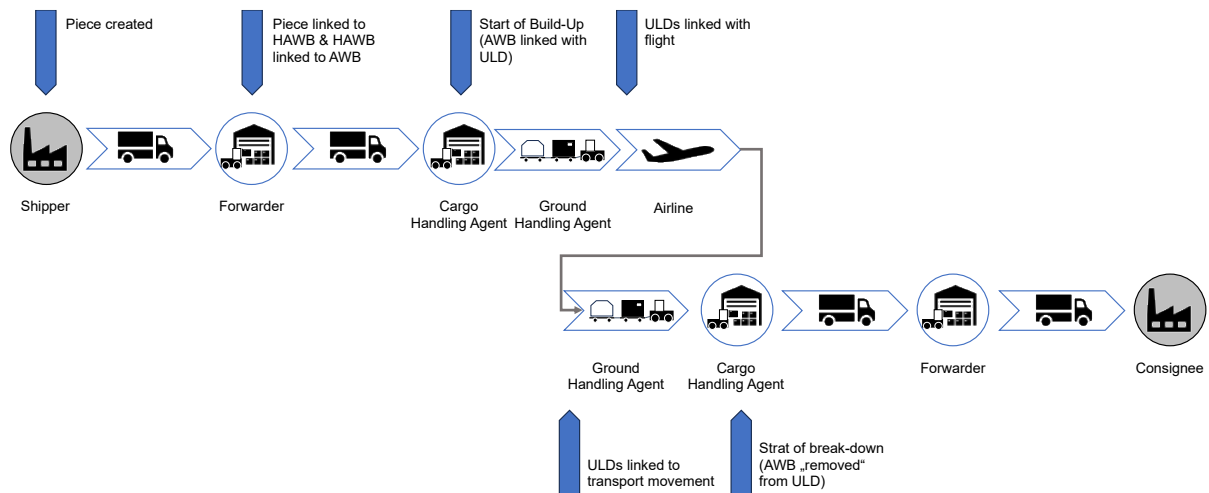 Piece created
Piece linked to
HAWB & HAWB
linked to AWB
Start of Build-Up
(AWB linked with
ULD)
ULDs linked with
flight
Shipper
Forwarder
Cargo
Handling Agent
Ground
Handling Agent
Airline
Ground
Handling Agent
Cargo
Handling Agent
Forwarder
Consignee
ULDs linked to
transport movement
Strat of break-down
(AWB „removed“
from ULD)